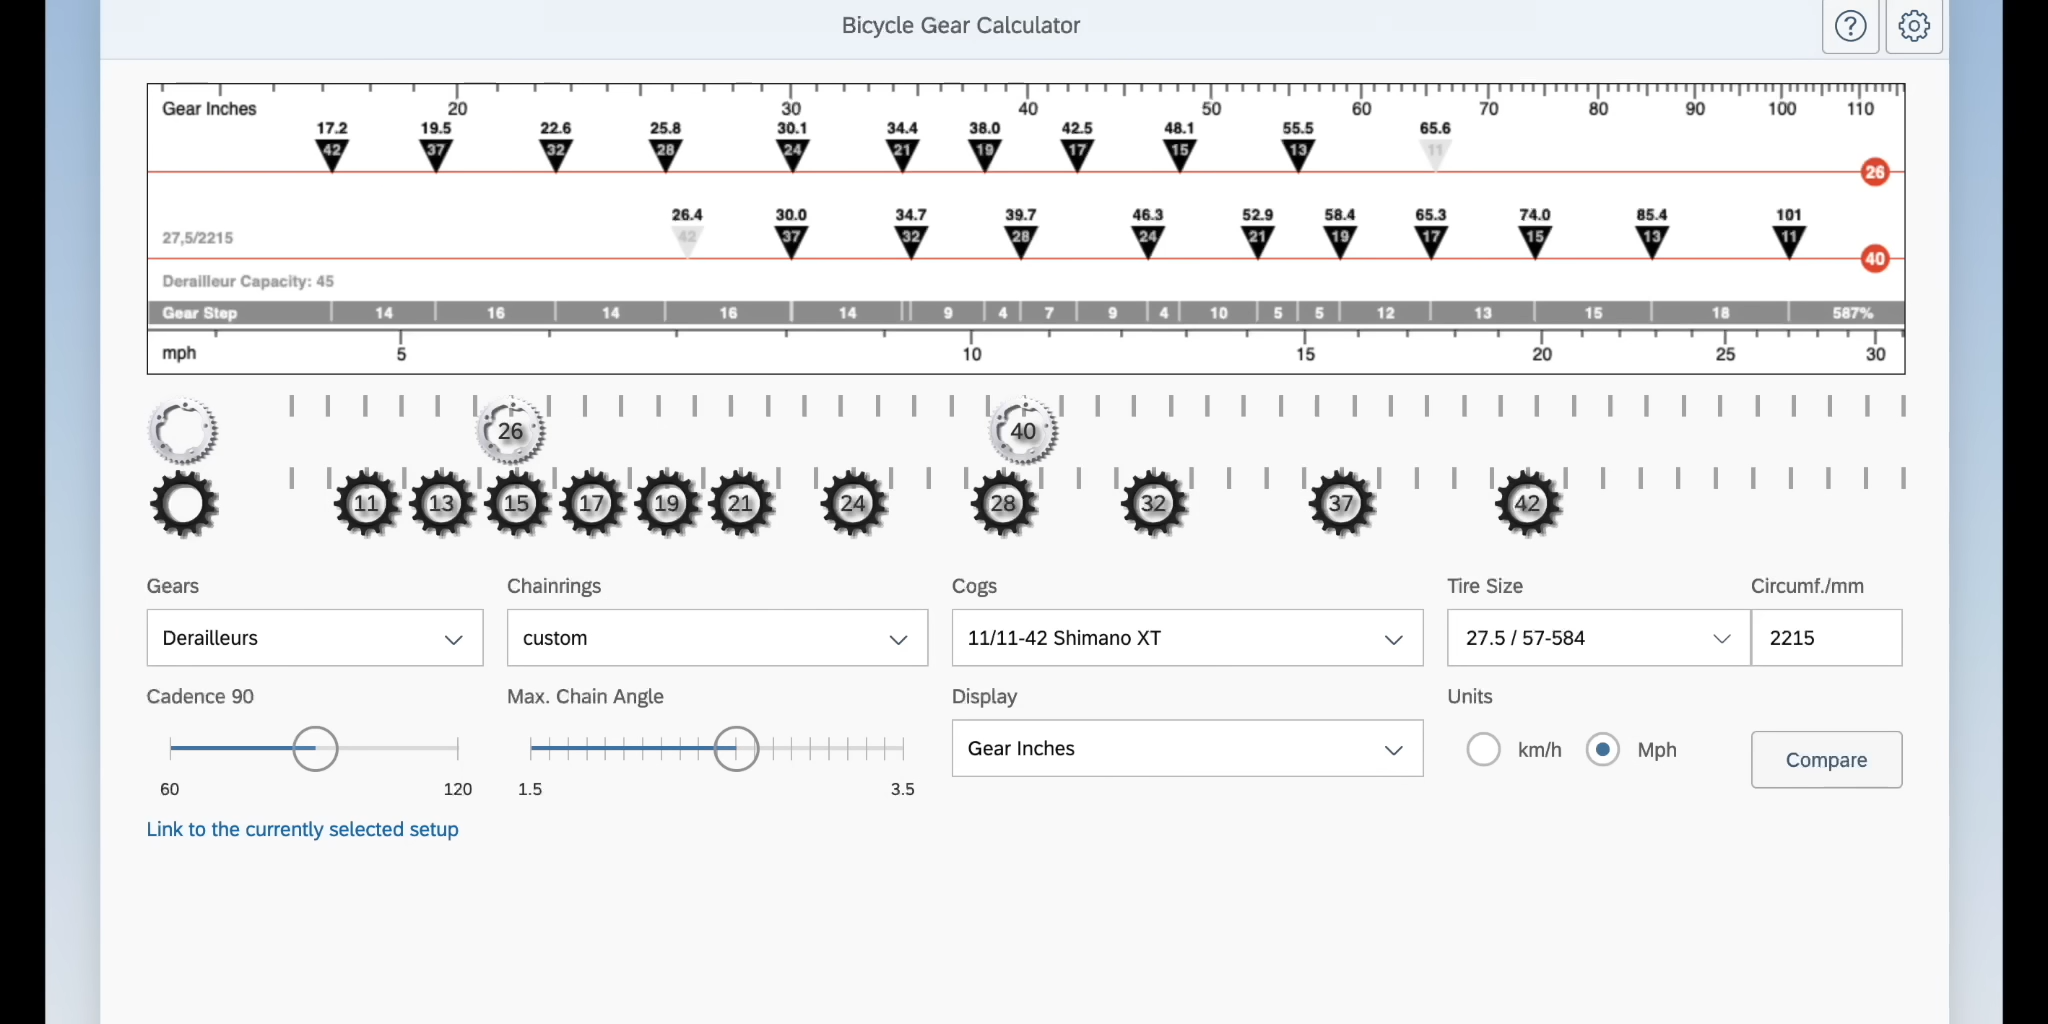 Bicycle Gear Calculator
?
Gear Inches 20 30 40 50 60 70 80 90 100 110
17.2 19.5 22.6 25.8 30.1 34.4 38.0 42.5 48.1 55.5 65.6
42 37 32 28 24 21 19 17 15 13 11
26
26.4 30.0 34.7 39.7 46.3 52.9 58.4 65.3 74.0 85.4 101
27,5/2215 42 37 32 28 24 21 19 17 15 13 11
40
Derailleur Capacity: 45
Gear Step 14 16 14 16 14 9 4 7 9 4 10 5 5 12 13 15 18 587%
mph 5 10 15 20 25 30
26 40
11 13 15 17 19 21 24 28 32 37 42
Gears Chainrings Cogs Tire Size Circumf./mm
Derailleurs custom 11/11-42 Shimano XT 27.5 / 57-584 2215
Cadence 90 Max. Chain Angle Display Units
Gear Inches km/h Mph Compare
60 120 1.5 3.5
Link to the currently selected setup